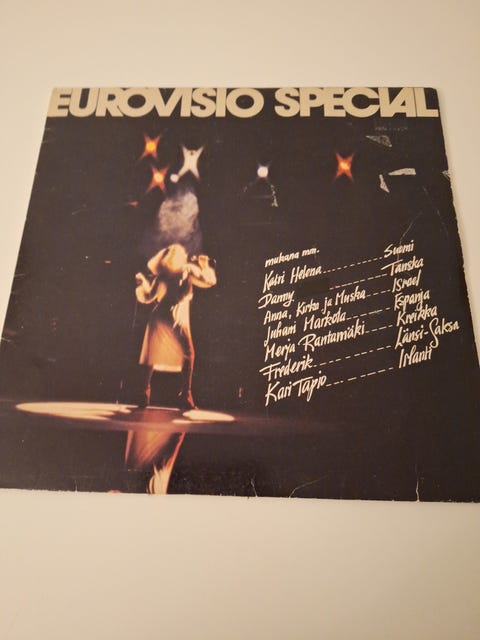 EUROVISIO SPECIAL
mukana mm.
Katri Helena ---------- Suomi
Danny ---------- Tanska
Anna, Kirka ja Muska ---------- Israel
Juhani Markola ---------- Espanja
Merja Rantamäki ---------- Kreikka
Frederik ---------- Länsi-Saksa
Kari Tapio ---------- Irlanti